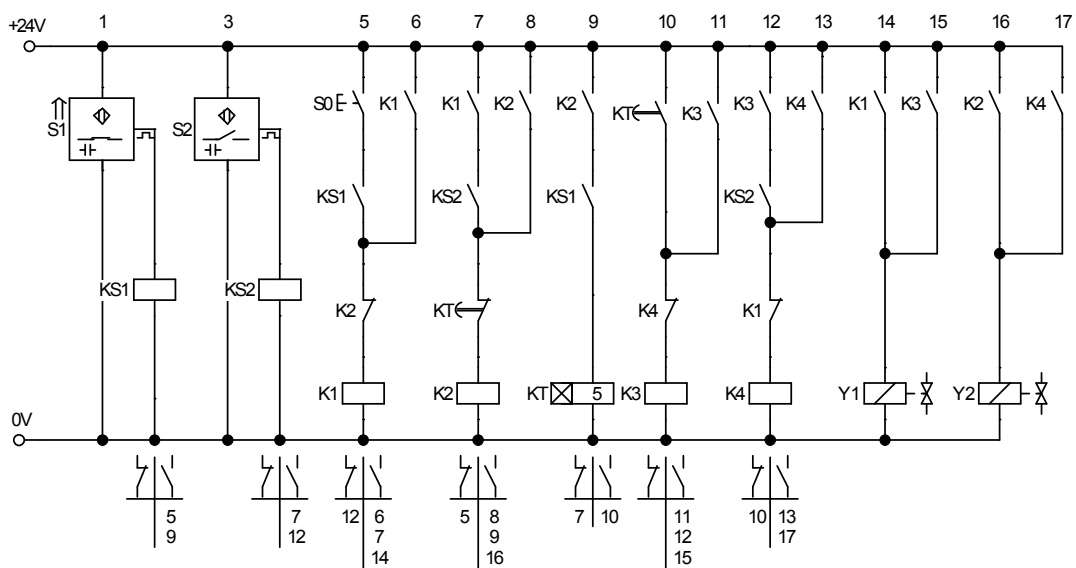 1 3 5 6 7 8 9 10 11 12 13 14 15 16 17
+24V
S0 K1 K1 K2 K2 KT K3 K3 K4 K1 K3 K2 K4
S1 S2
KS1 KS2 KS1 KS2
KS1 KS2
K2 KT K4 K1
K1 K2 KT 5 K3 K4 Y1 Y2
0V
5 7 12 6 5 8 7 10 11 10 13
9 12 7 9 12 17
14 16 15